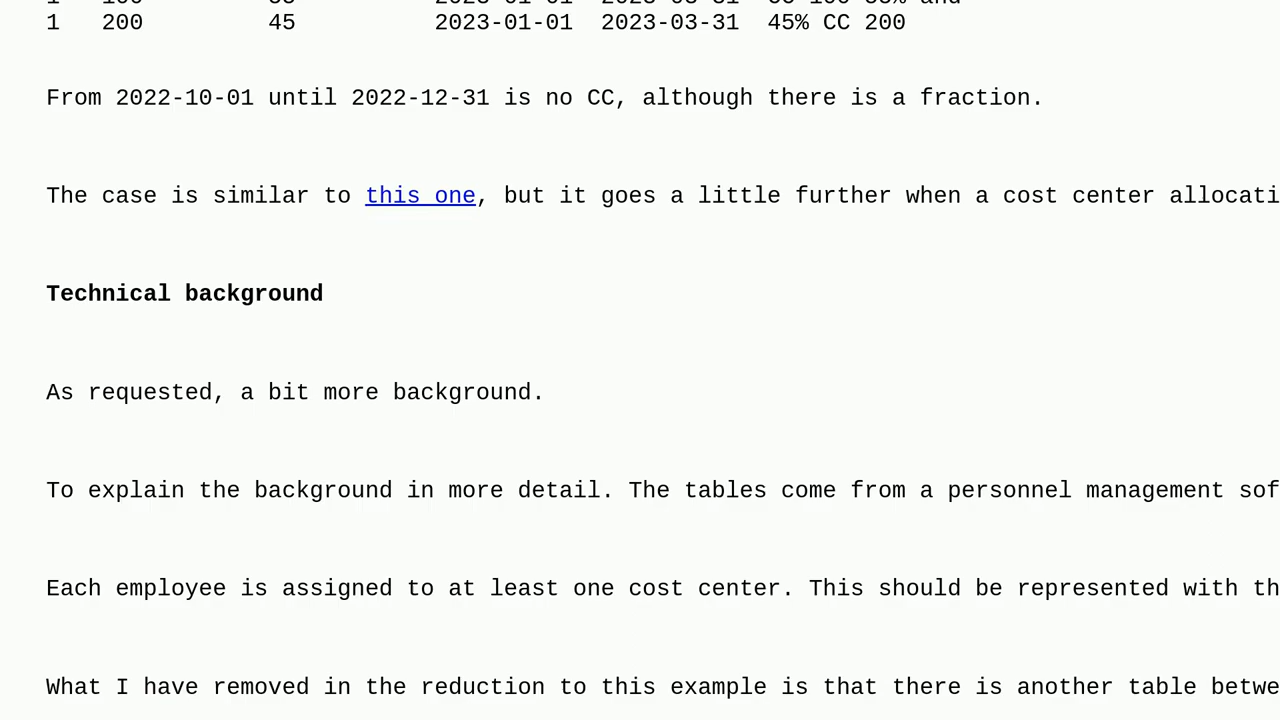 1   200         45          2023-01-01  2023-03-31  45% CC 200
From 2022-10-01 until 2022-12-31 is no CC, although there is a fraction.
The case is similar to this one, but it goes a little further when a cost center allocati
Technical background
As requested, a bit more background.
To explain the background in more detail. The tables come from a personnel management sof
Each employee is assigned to at least one cost center. This should be represented with th
What I have removed in the reduction to this example is that there is another table betwe